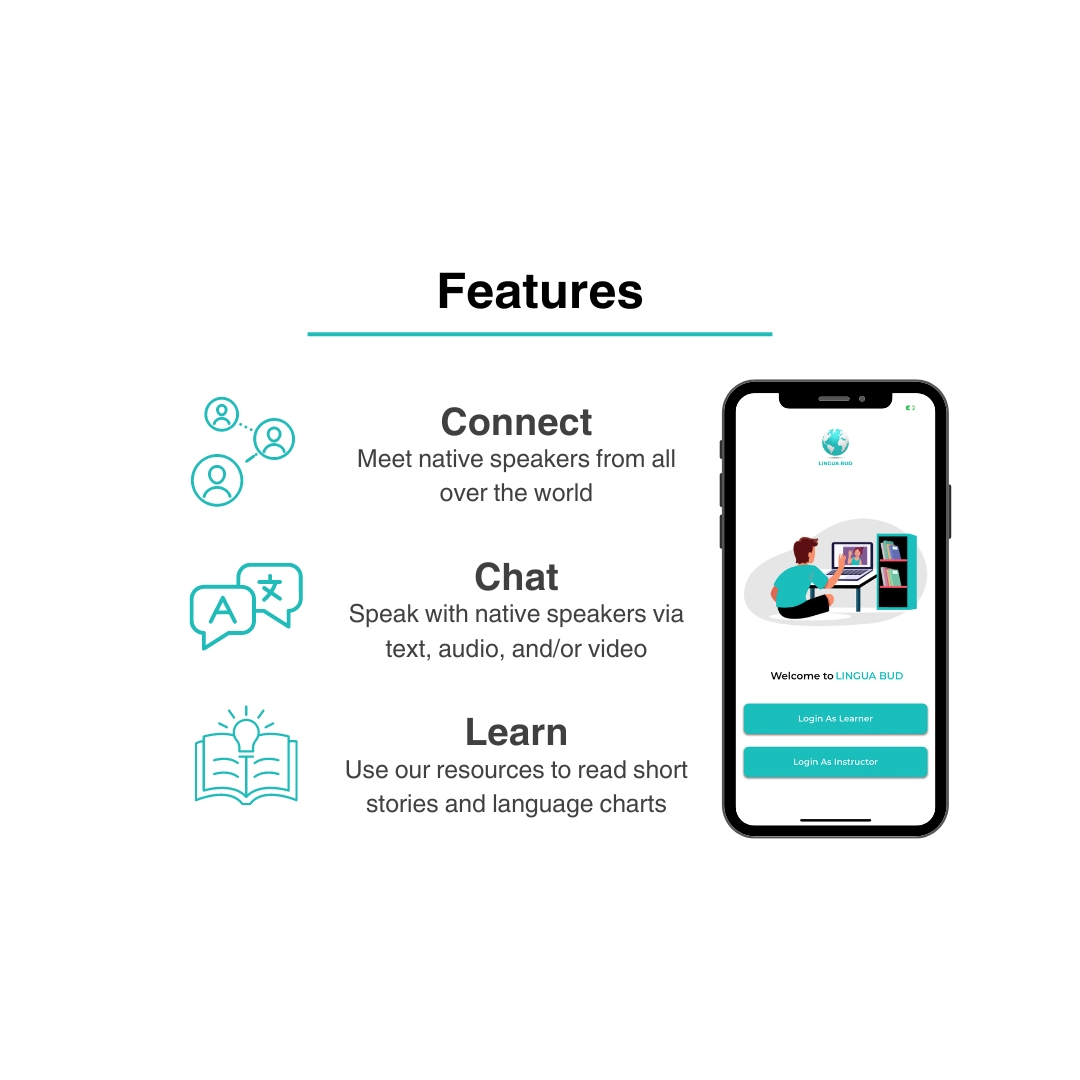 Features
Connect
Meet native speakers from all
over the world
A
文
Chat
Speak with native speakers via
text, audio, and/or video
Learn
Use our resources to read short
stories and language charts
LINGUA BUD
Welcome to LINGUA BUD
Login As Learner
Login As Instructor